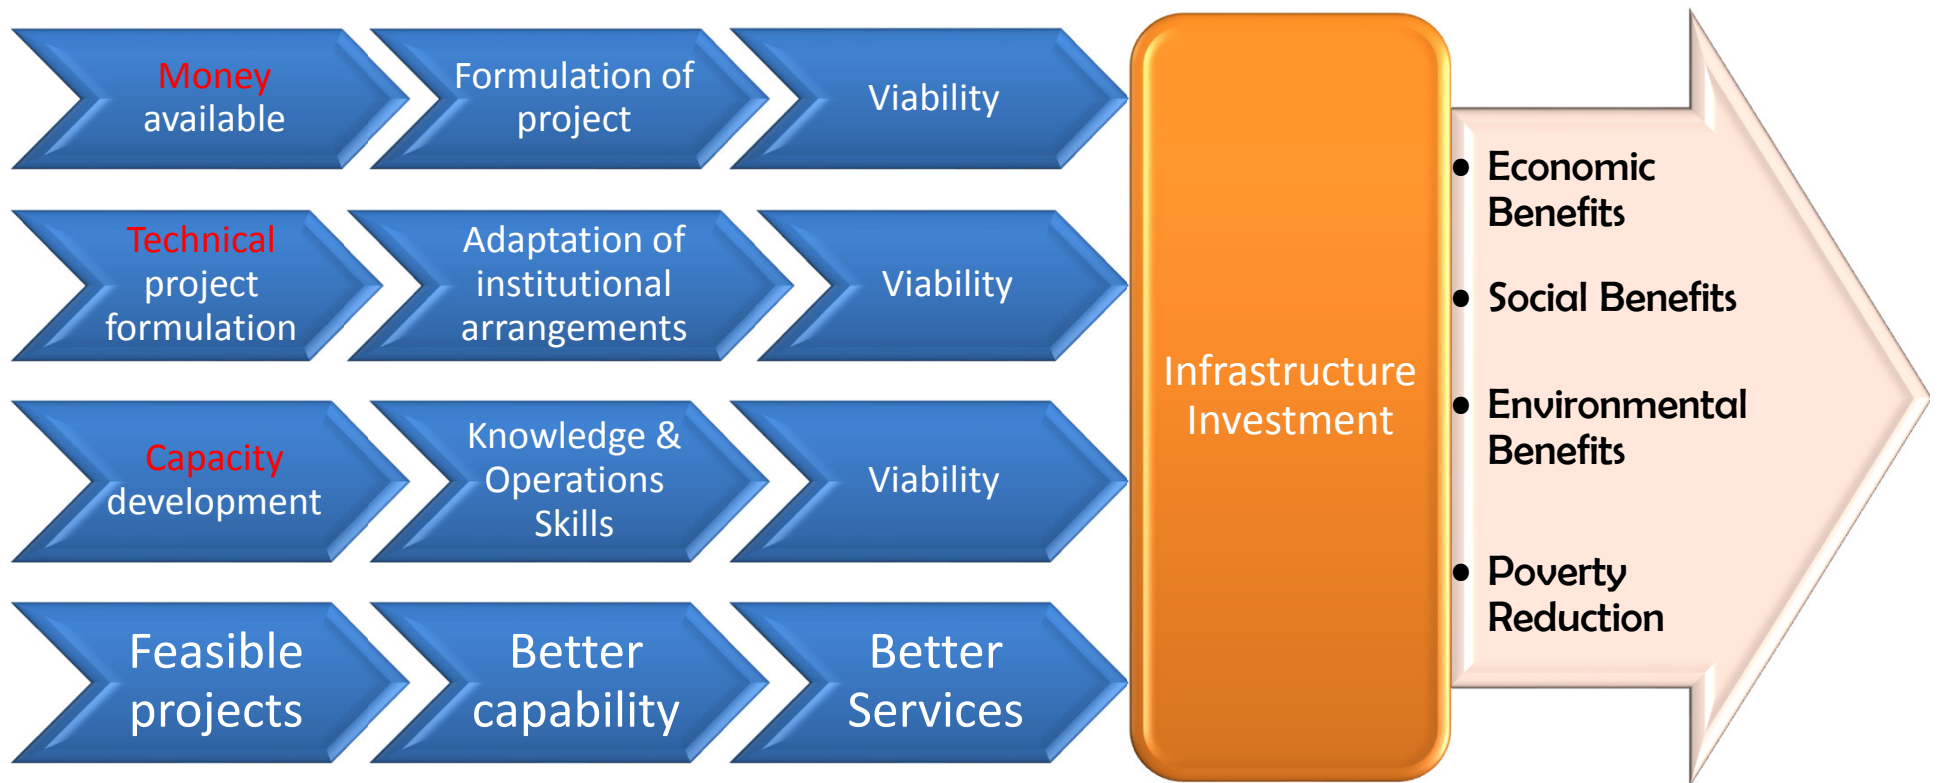 Money
available
Formulation of
project
Viability
Technical
project
formulation
Adaptation of
institutional
arrangements
Viability
Capacity
development
Knowledge &
Operations
Skills
Viability
Feasible
projects
Better
capability
Better
Services
Infrastructure
Investment
• Economic
Benefits
• Social Benefits
• Environmental
Benefits
• Poverty
Reduction